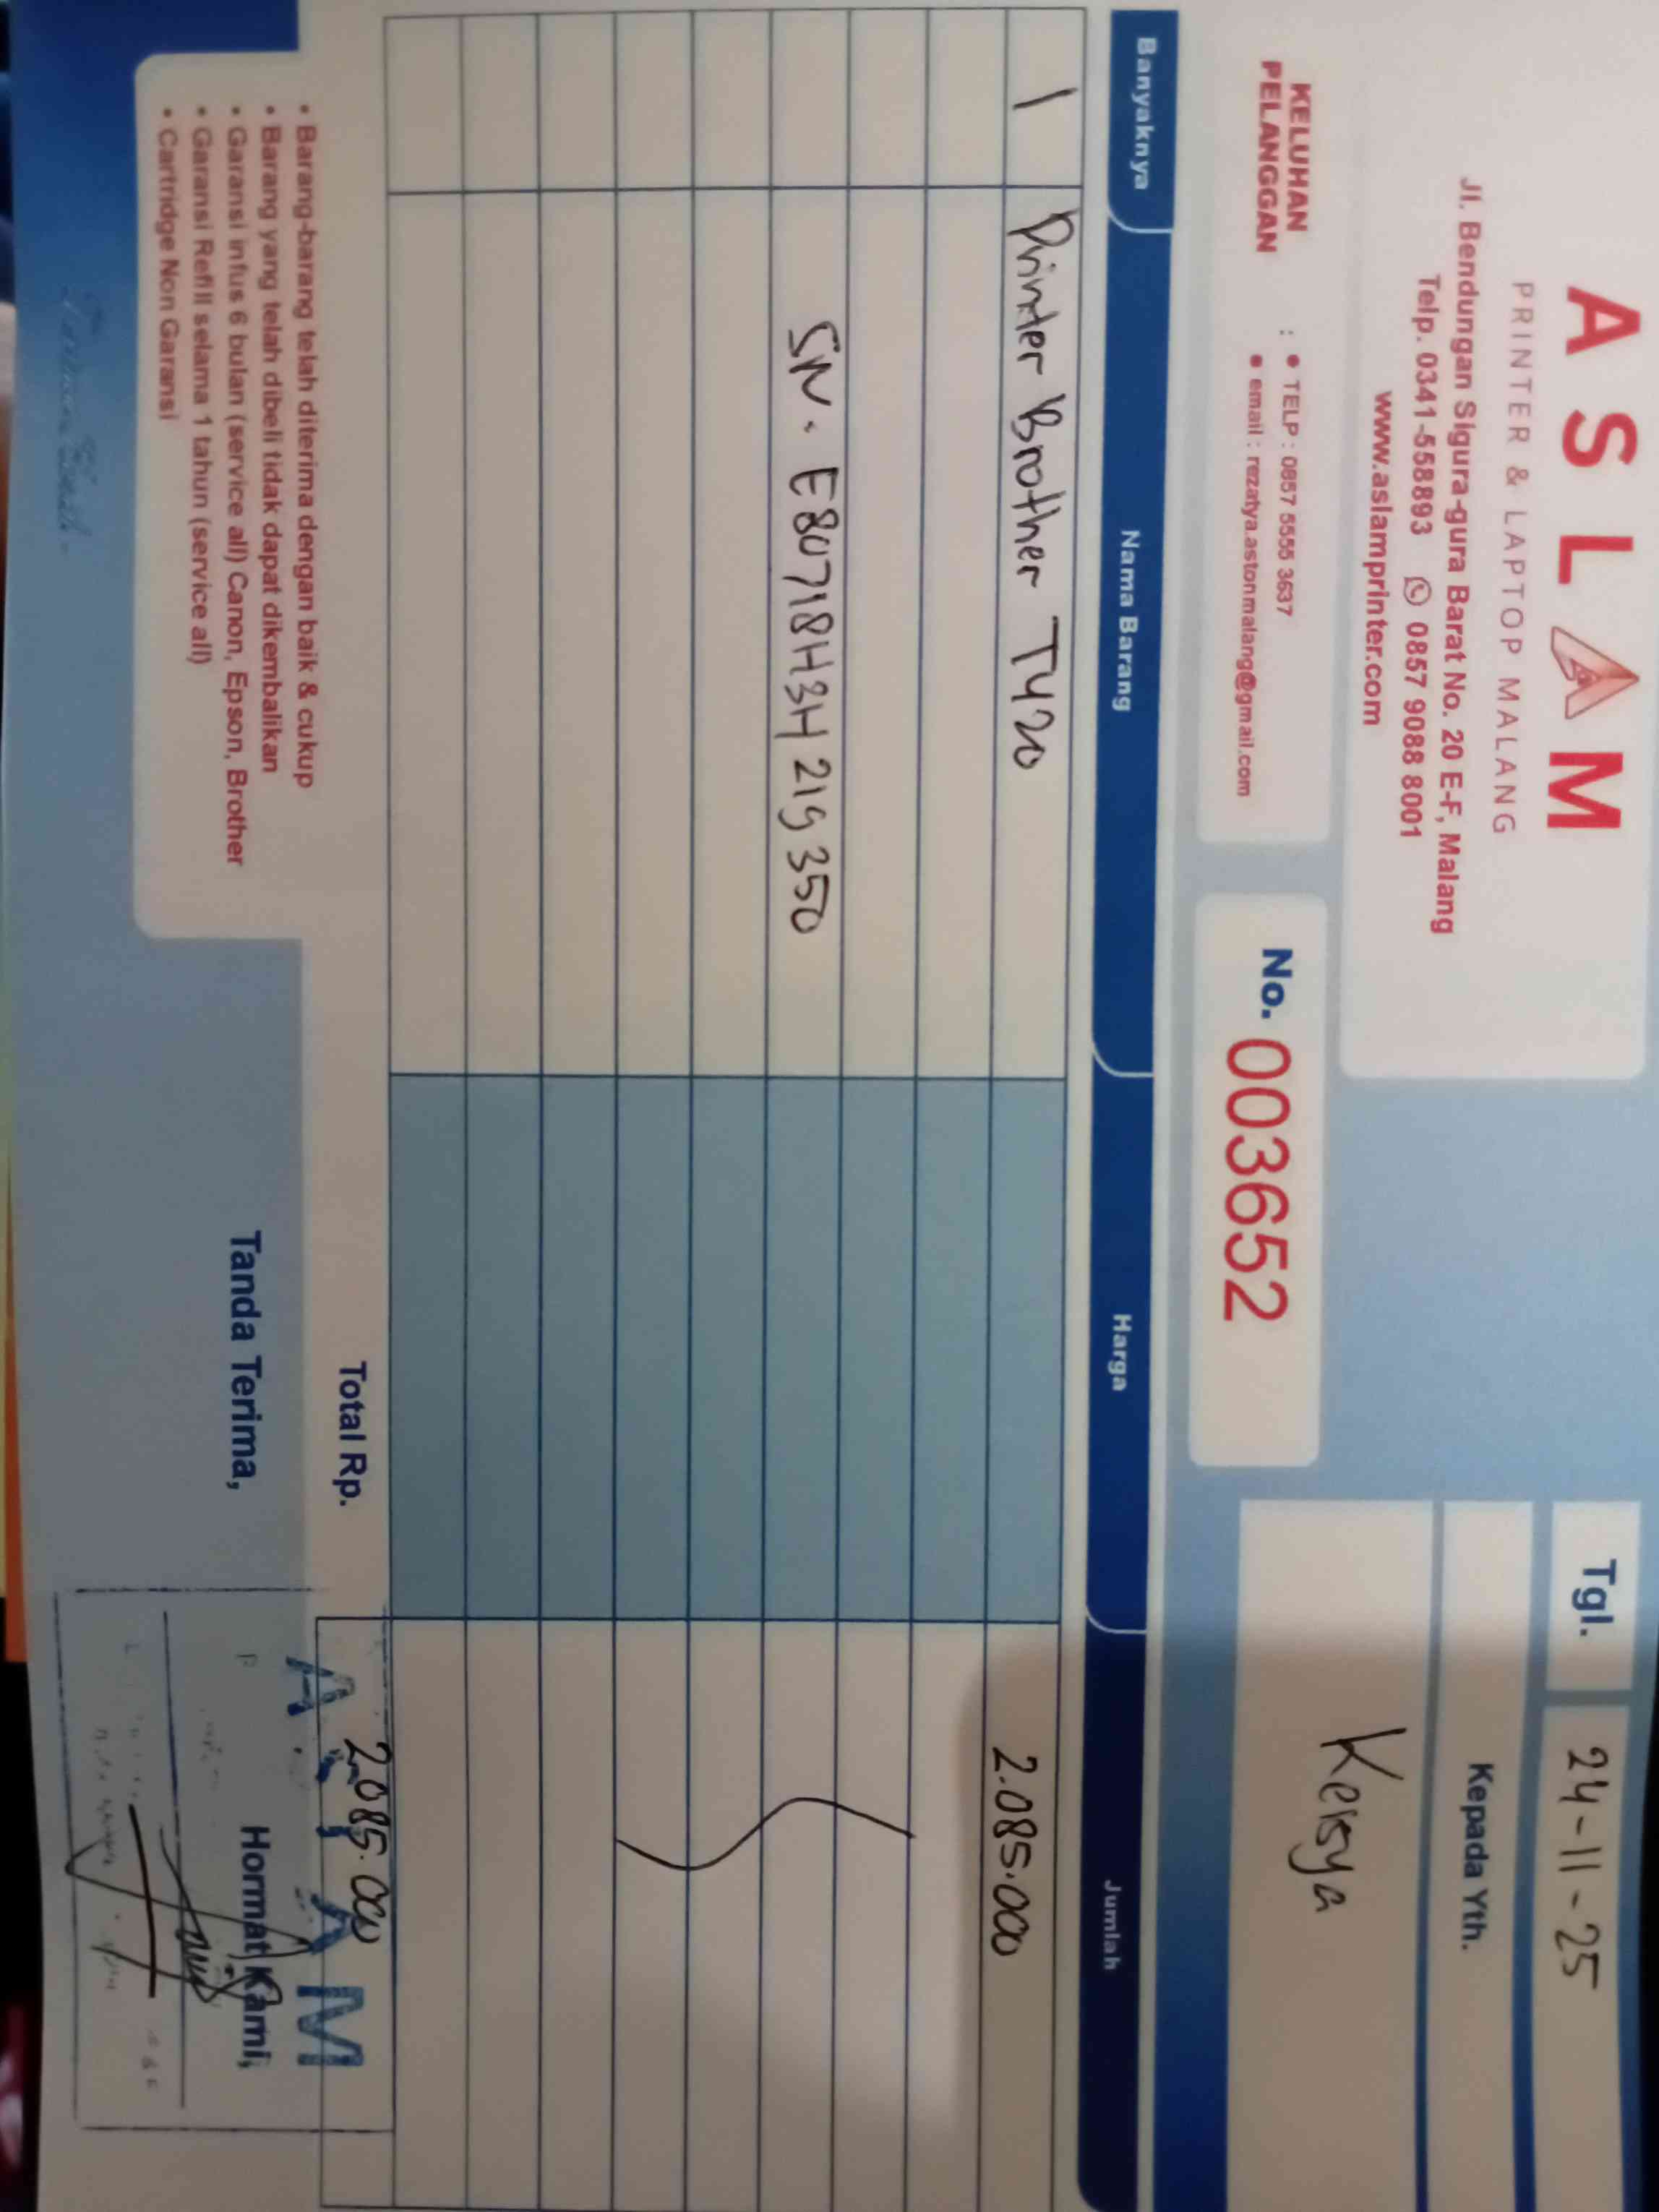 ASLAM
PRINTER & LAPTOP MALANG
Jl. Bendungan Sigura-gura Barat No. 20 E-F, Malang
Telp. 0341-558893 0857 9088 8001
www.aslamprinter.com
Tgl. 24-11-25
Kepada Yth.
KELUHAN PELANGGAN : • TELP : 0857 5555 3637
• email : rezatya.astonmalang@gmail.com
No. 003652
Banyaknya Nama Barang Harga Jumlah
1 Printer Brother T420 2.085.000
SN. E80718H3H219350
Total Rp. 2.085.000
• Barang-barang telah diterima dengan baik & cukup
• Barang yang telah dibeli tidak dapat dikembalikan
• Garansi infus 6 bulan (service all) Canon, Epson, Brother
• Garansi Refill selama 1 tahun (service all)
• Cartridge Non Garansi
Tanda Terima,
Hormat Kami,
ASLAM